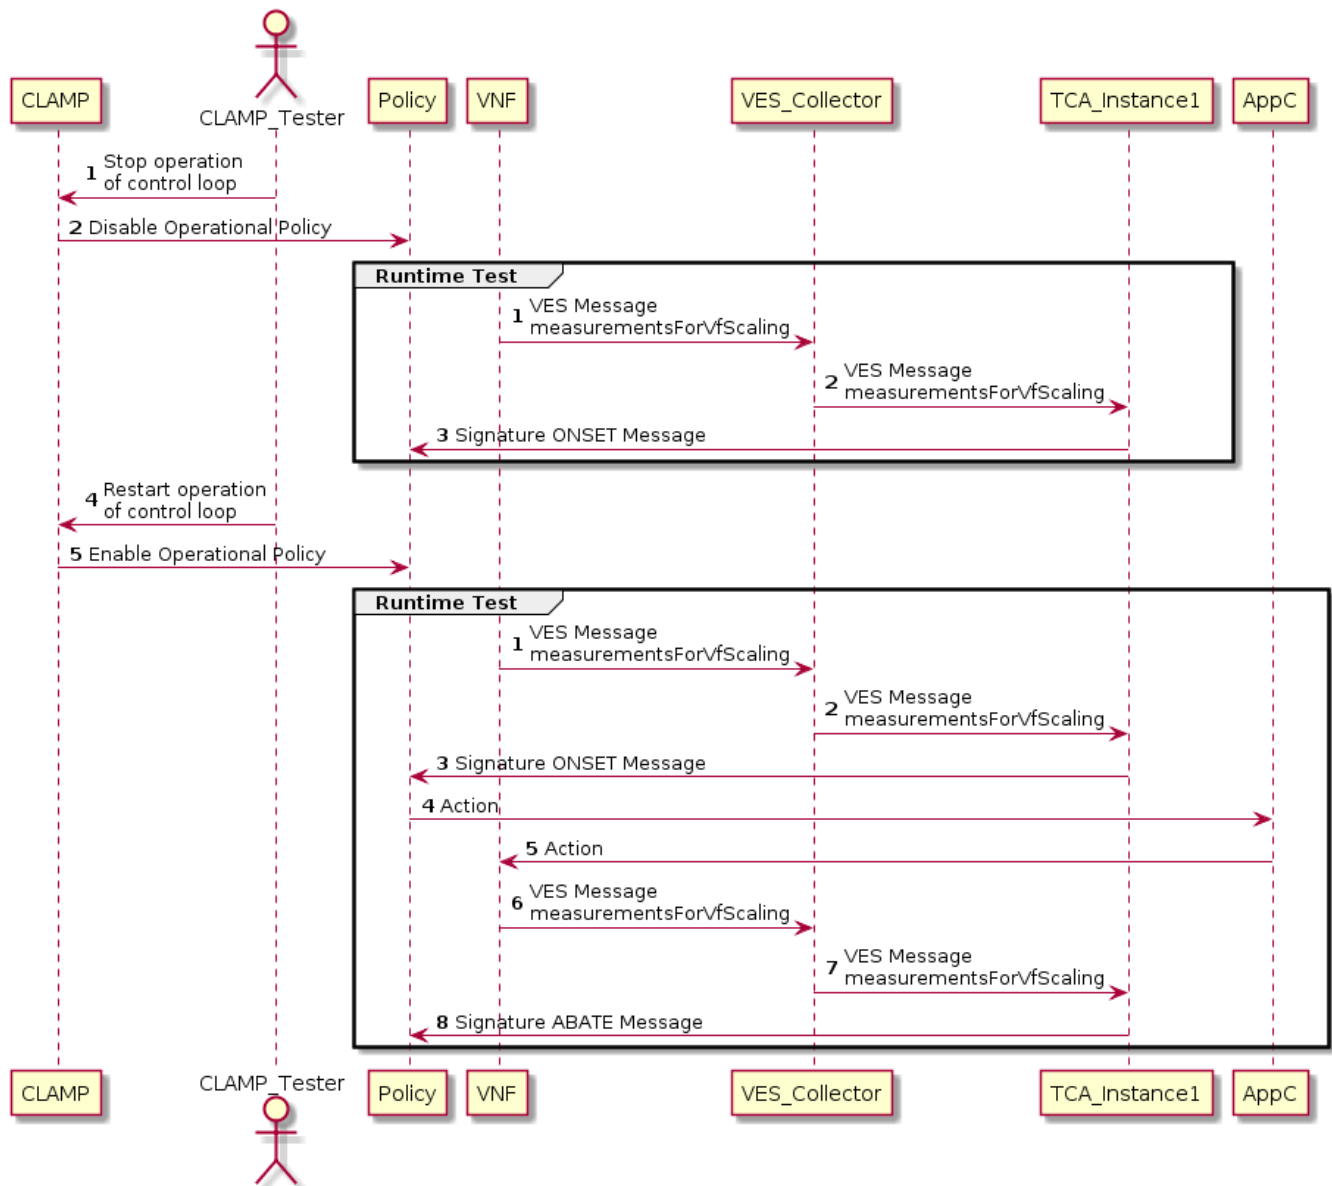 CLAMP
CLAMP_Tester
Policy
VNF
VES_Collector
TCA_Instance1
AppC
1 Stop operation
of control loop
2 Disable Operational Policy
Runtime Test
1 VES Message
measurementsForVfScaling
2 VES Message
measurementsForVfScaling
3 Signature ONSET Message
4 Restart operation
of control loop
5 Enable Operational Policy
Runtime Test
1 VES Message
measurementsForVfScaling
2 VES Message
measurementsForVfScaling
3 Signature ONSET Message
4 Action
5 Action
6 VES Message
measurementsForVfScaling
7 VES Message
measurementsForVfScaling
8 Signature ABATE Message
CLAMP
CLAMP_Tester
Policy
VNF
VES_Collector
TCA_Instance1
AppC